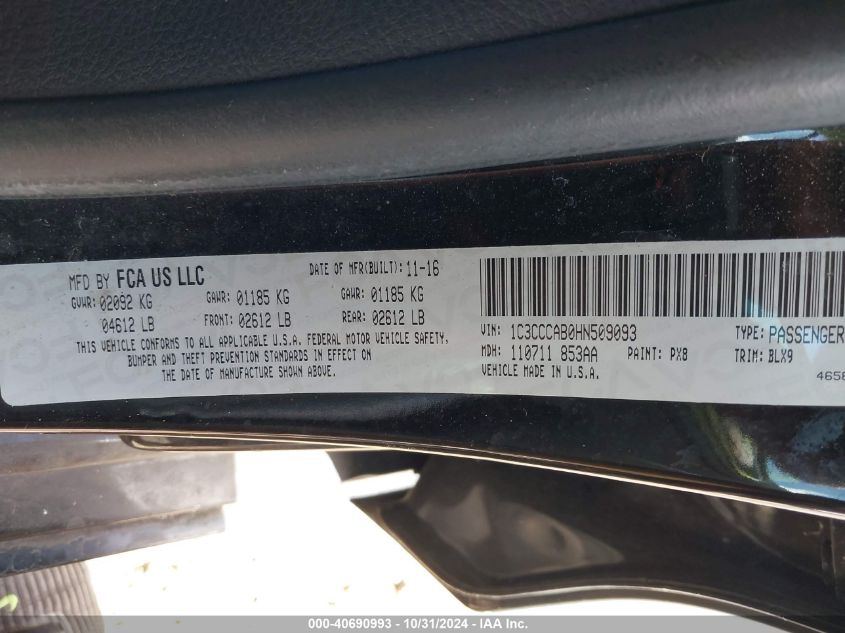 MFD BY FCA US LLC DATE OF MFR(BUILT): 11-16
GVWR: 02092 KG GAWR: 01185 KG GAWR: 01185 KG
04612 LB FRONT: 02612 LB REAR: 02612 LB
THIS VEHICLE CONFORMS TO ALL APPLICABLE U.S.A. FEDERAL MOTOR VEHICLE SAFETY,
BUMPER AND THEFT PREVENTION STANDARDS IN EFFECT ON
THE DATE OF MANUFACTURE SHOWN ABOVE.
VIN: 1C3CCCAB0HN509093 TYPE: PASSENGER
MDH: 110711 853AA PAINT: PX8 TRIM: BLX9
VEHICLE MADE IN U.S.A.
465
000-40690993 - 10/31/2024 - IAA Inc.